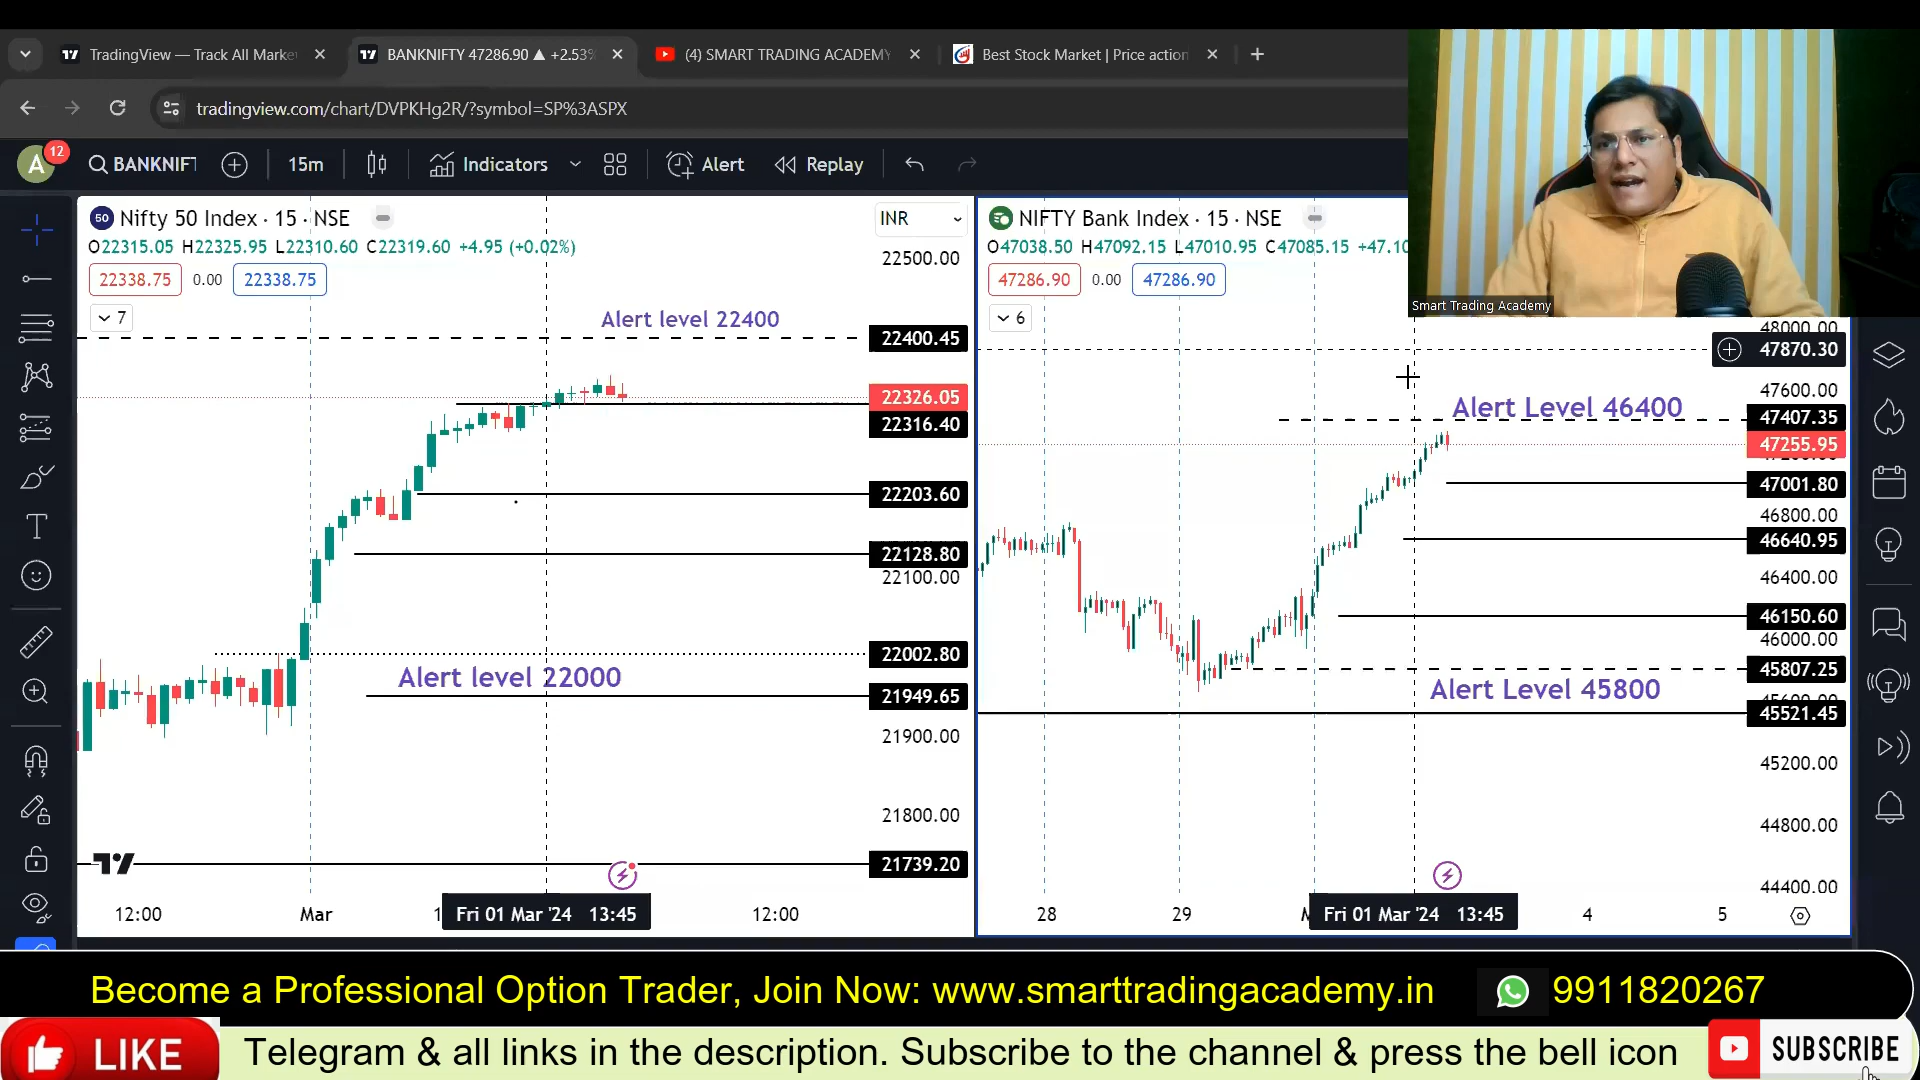 TradingView — Track All Marke
BANKNIFTY 47286.90 ▲ +2.53%
(4) SMART TRADING ACADEMY
Best Stock Market | Price action
tradingview.com/chart/DVPKHg2R/?symbol=SP%3ASPX
A
12
BANKNIFT
15m
Indicators
Alert
Replay
50
Nifty 50 Index · 15 · NSE
INR
O22315.05 H22325.95 L22310.60 C22319.60 +4.95 (+0.02%)
22338.75
0.00
22338.75
7
Alert level 22400
22500.00
22400.45
22326.05
22316.40
22203.60
22128.80
22100.00
22002.80
Alert level 22000
21949.65
21900.00
21800.00
21739.20
12:00
Mar
1
Fri 01 Mar '24 13:45
12:00
NIFTY Bank Index · 15 · NSE
O47038.50 H47092.15 L47010.95 C47085.15 +47.10
47286.90
0.00
47286.90
6
Smart Trading Academy
48000.00
47870.30
47600.00
Alert Level 46400
47407.35
47255.95
47001.80
46800.00
46640.95
46400.00
46150.60
46000.00
45807.25
Alert Level 45800
45600.00
45521.45
45200.00
44800.00
44400.00
28
29
Fri 01 Mar '24 13:45
4
5
Become a Professional Option Trader, Join Now: www.smarttradingacademy.in
9911820267
LIKE
Telegram & all links in the description. Subscribe to the channel & press the bell icon
SUBSCRIBE